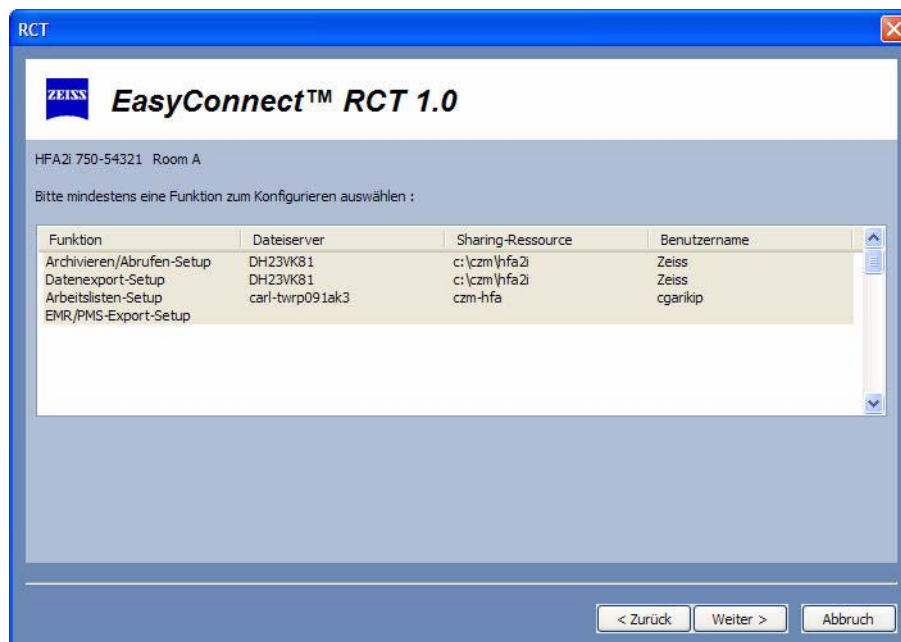 RCT
ZEISS
EasyConnect™ RCT 1.0
HFA2i 750-54321 Room A
Bitte mindestens eine Funktion zum Konfigurieren auswählen :
Funktion Dateiserver Sharing-Ressource Benutzername
Archivieren/Abrufen-Setup DH23VK81 c:\czm\hfa2i Zeiss
Datenexport-Setup DH23VK81 c:\czm\hfa2i Zeiss
Arbeitslisten-Setup carl-twrp091ak3 czm-hfa cgarikip
EMR/PMS-Export-Setup
< Zurück Weiter > Abbruch